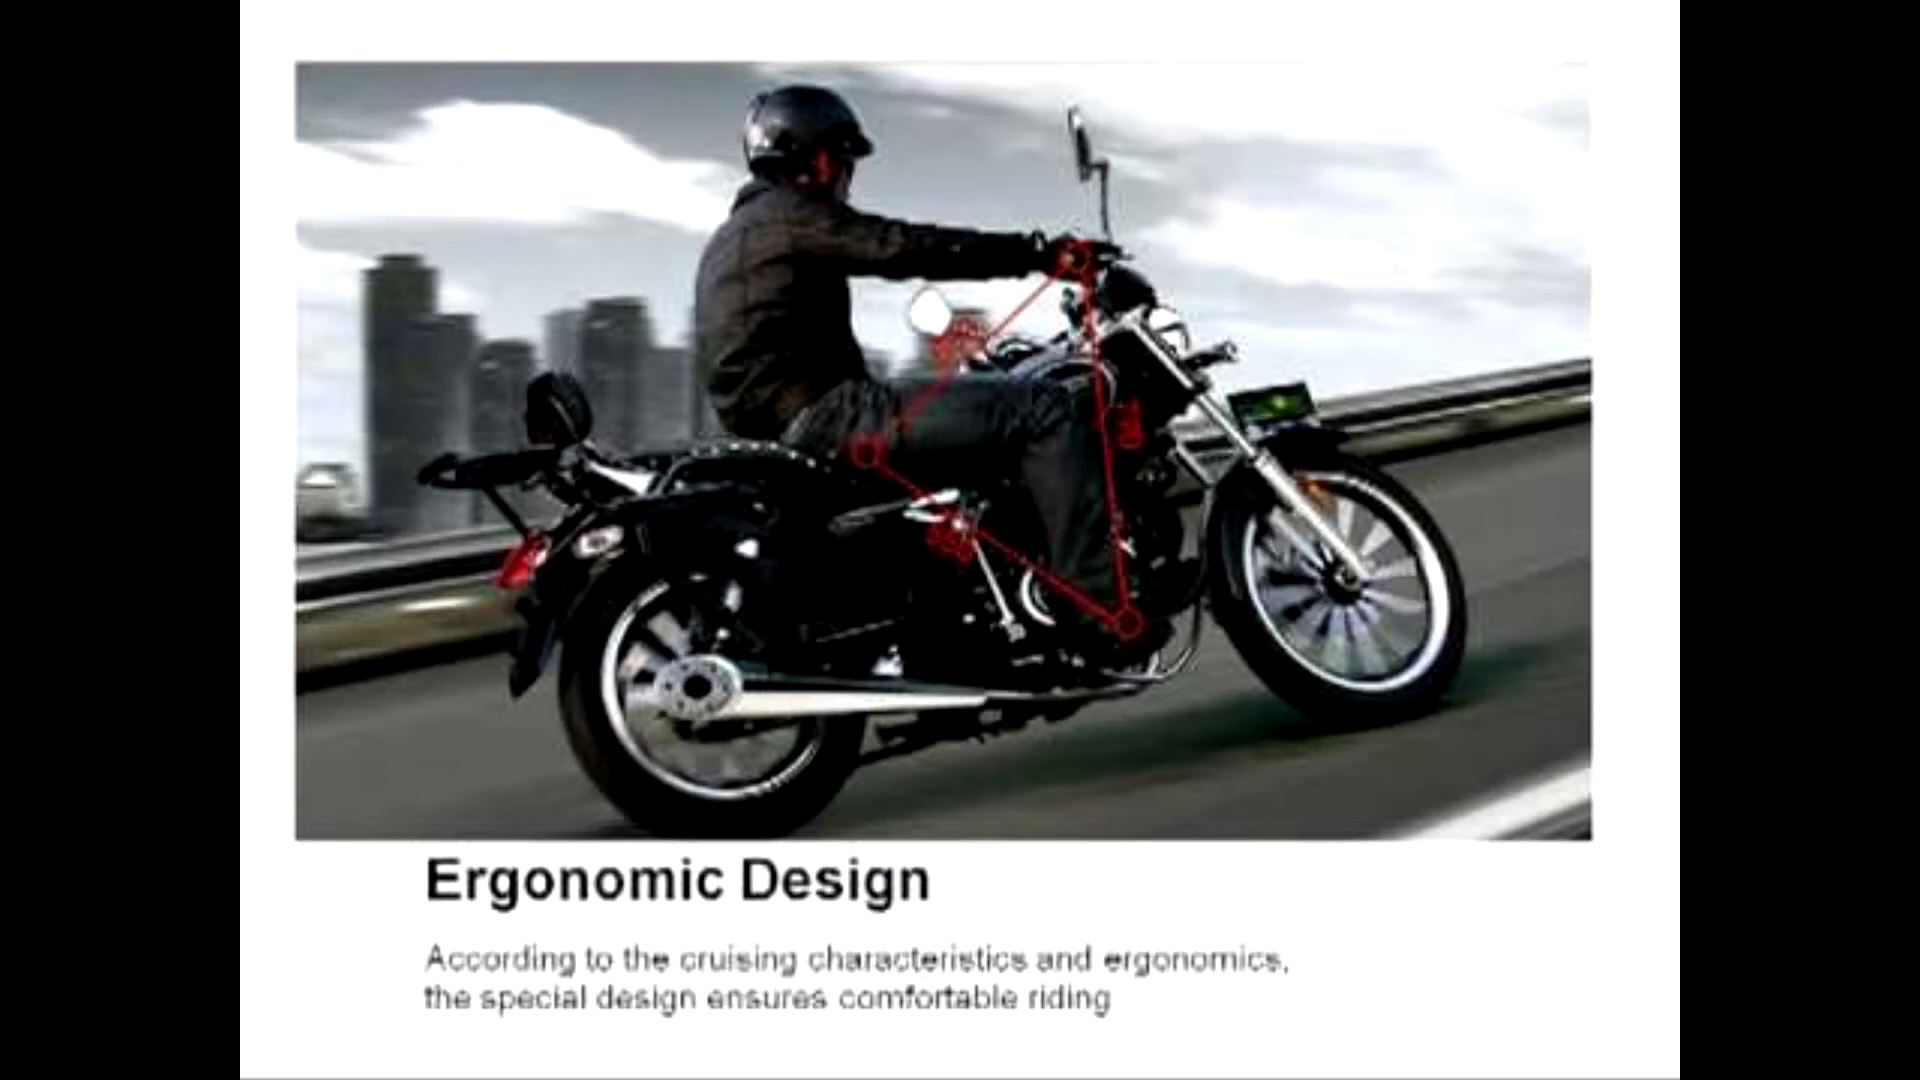 Ergonomic Design
According to the cruising characteristics and ergonomics,
the special design ensures comfortable riding